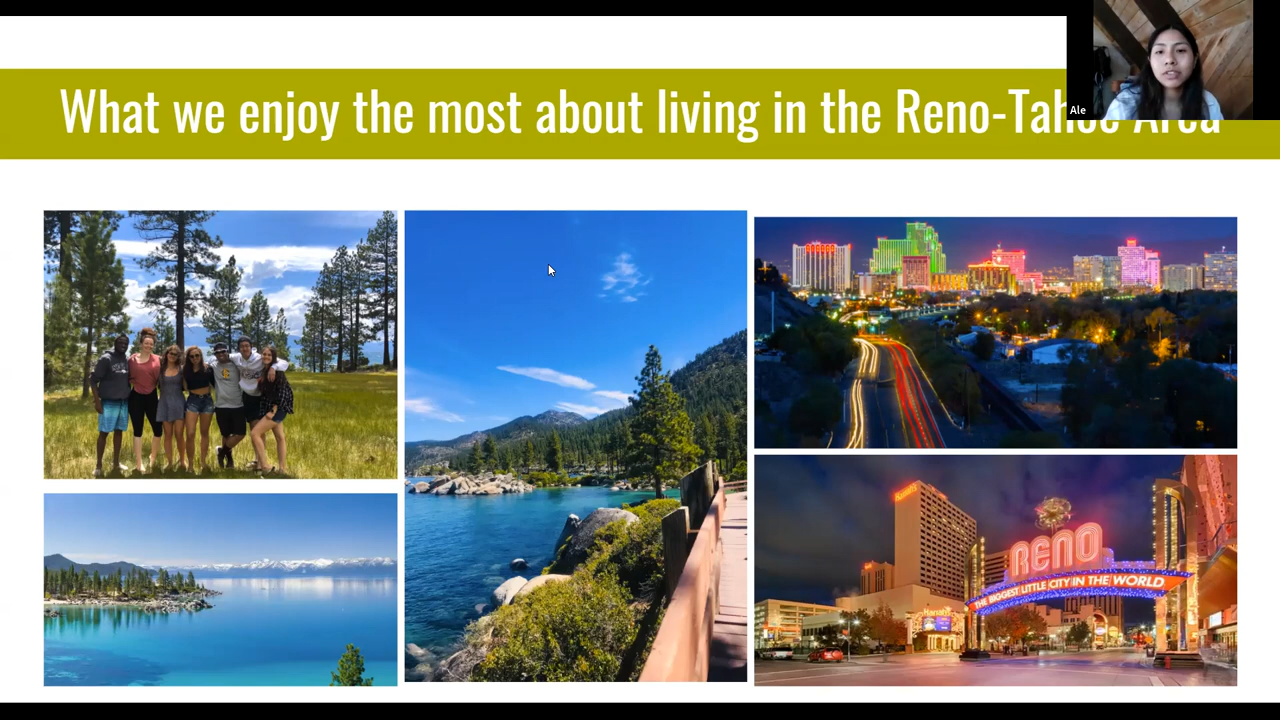 What we enjoy the most about living in the Reno-Tahoe Area
Ale
Harrah's
RENO
THE BIGGEST LITTLE CITY IN THE WORLD
Harrah's